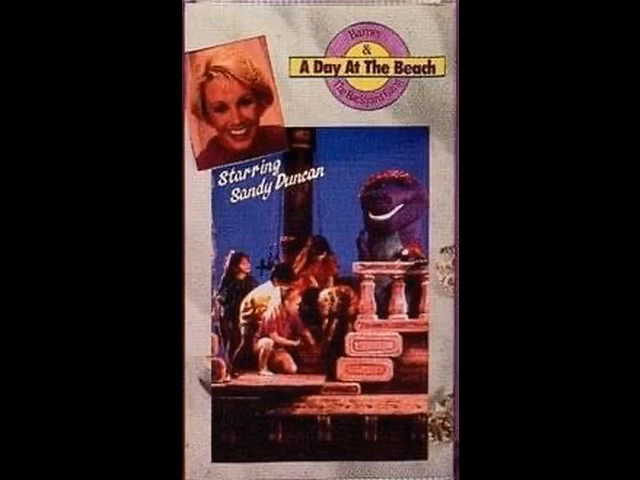 Barney
&
A Day At The Beach
The Backyard Gang
Starring
Sandy Duncan